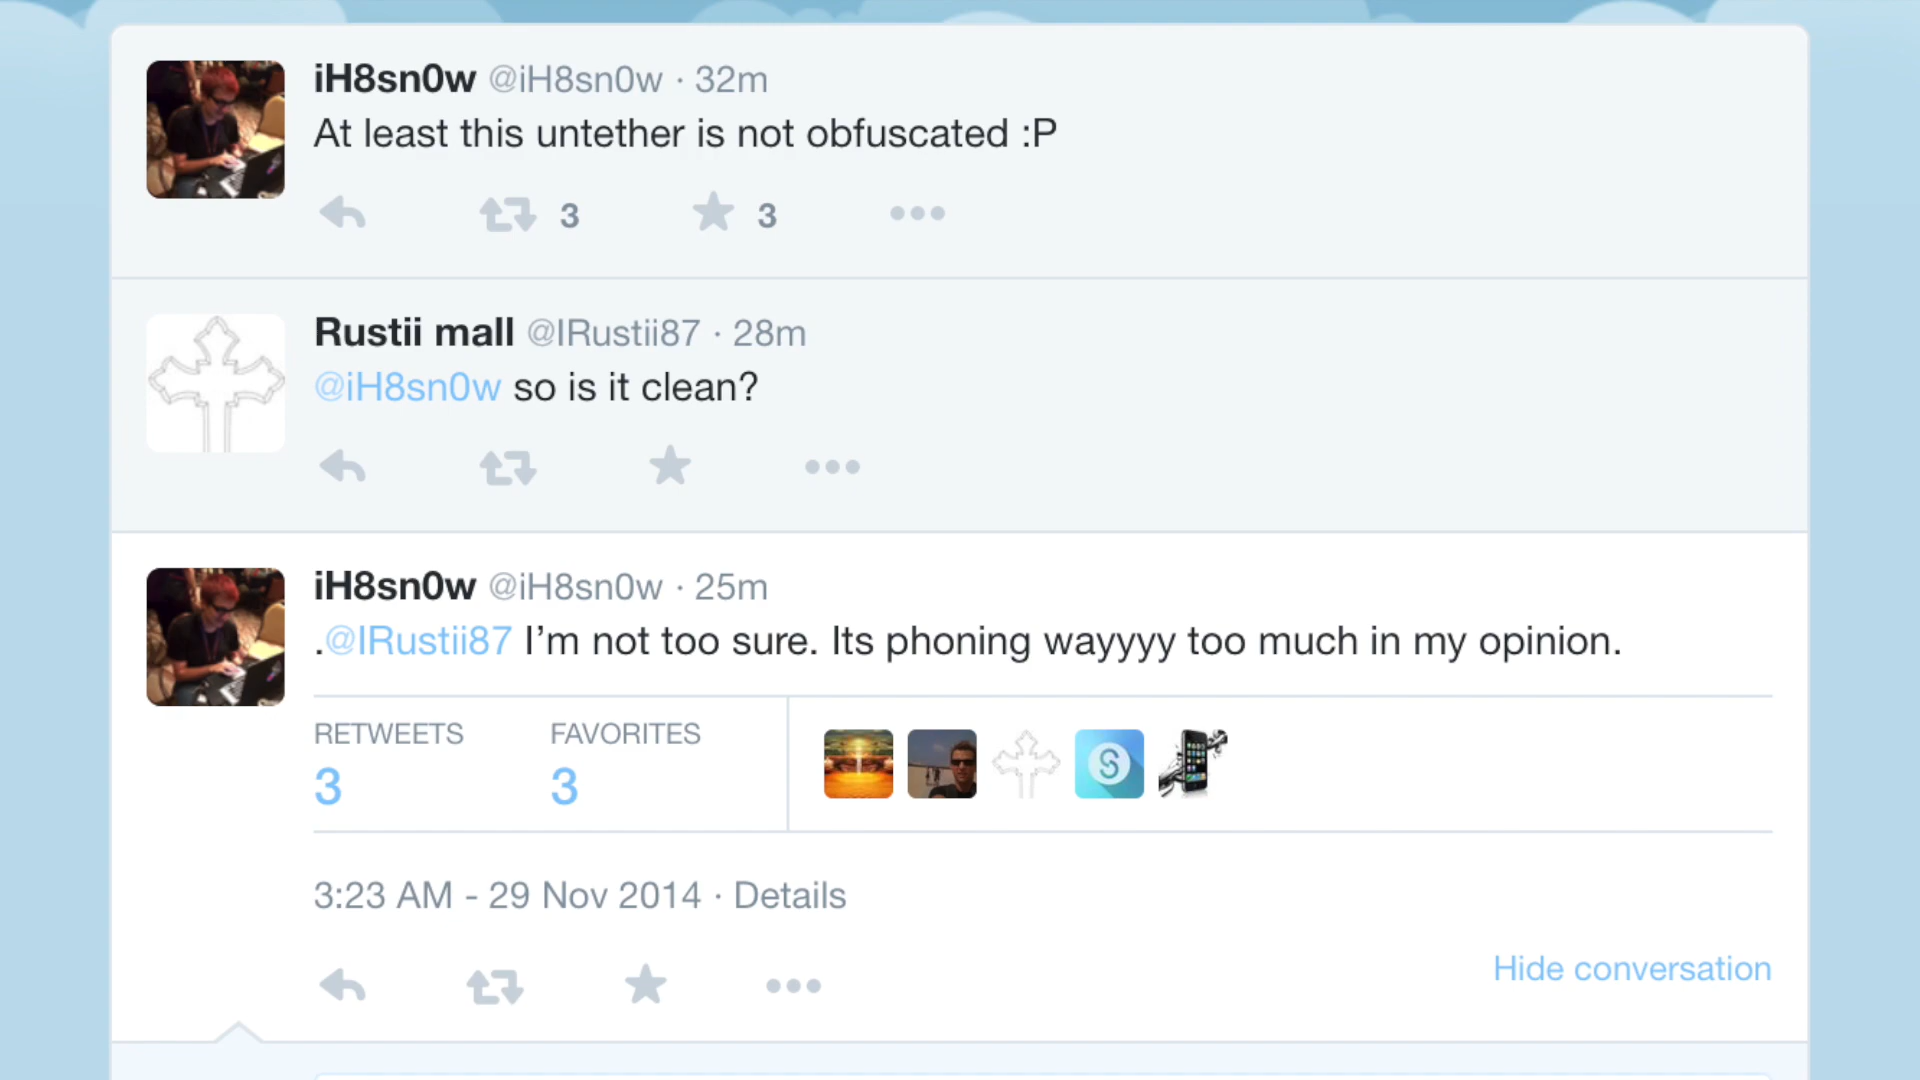 iH8sn0w @iH8sn0w · 32m
At least this untether is not obfuscated :P
3 3
Rustii mall @IRustii87 · 28m
@iH8sn0w so is it clean?
iH8sn0w @iH8sn0w · 25m
.@IRustii87 I’m not too sure. Its phoning wayyyy too much in my opinion.
RETWEETS FAVORITES
3 3
S
3:23 AM - 29 Nov 2014 · Details
Hide conversation